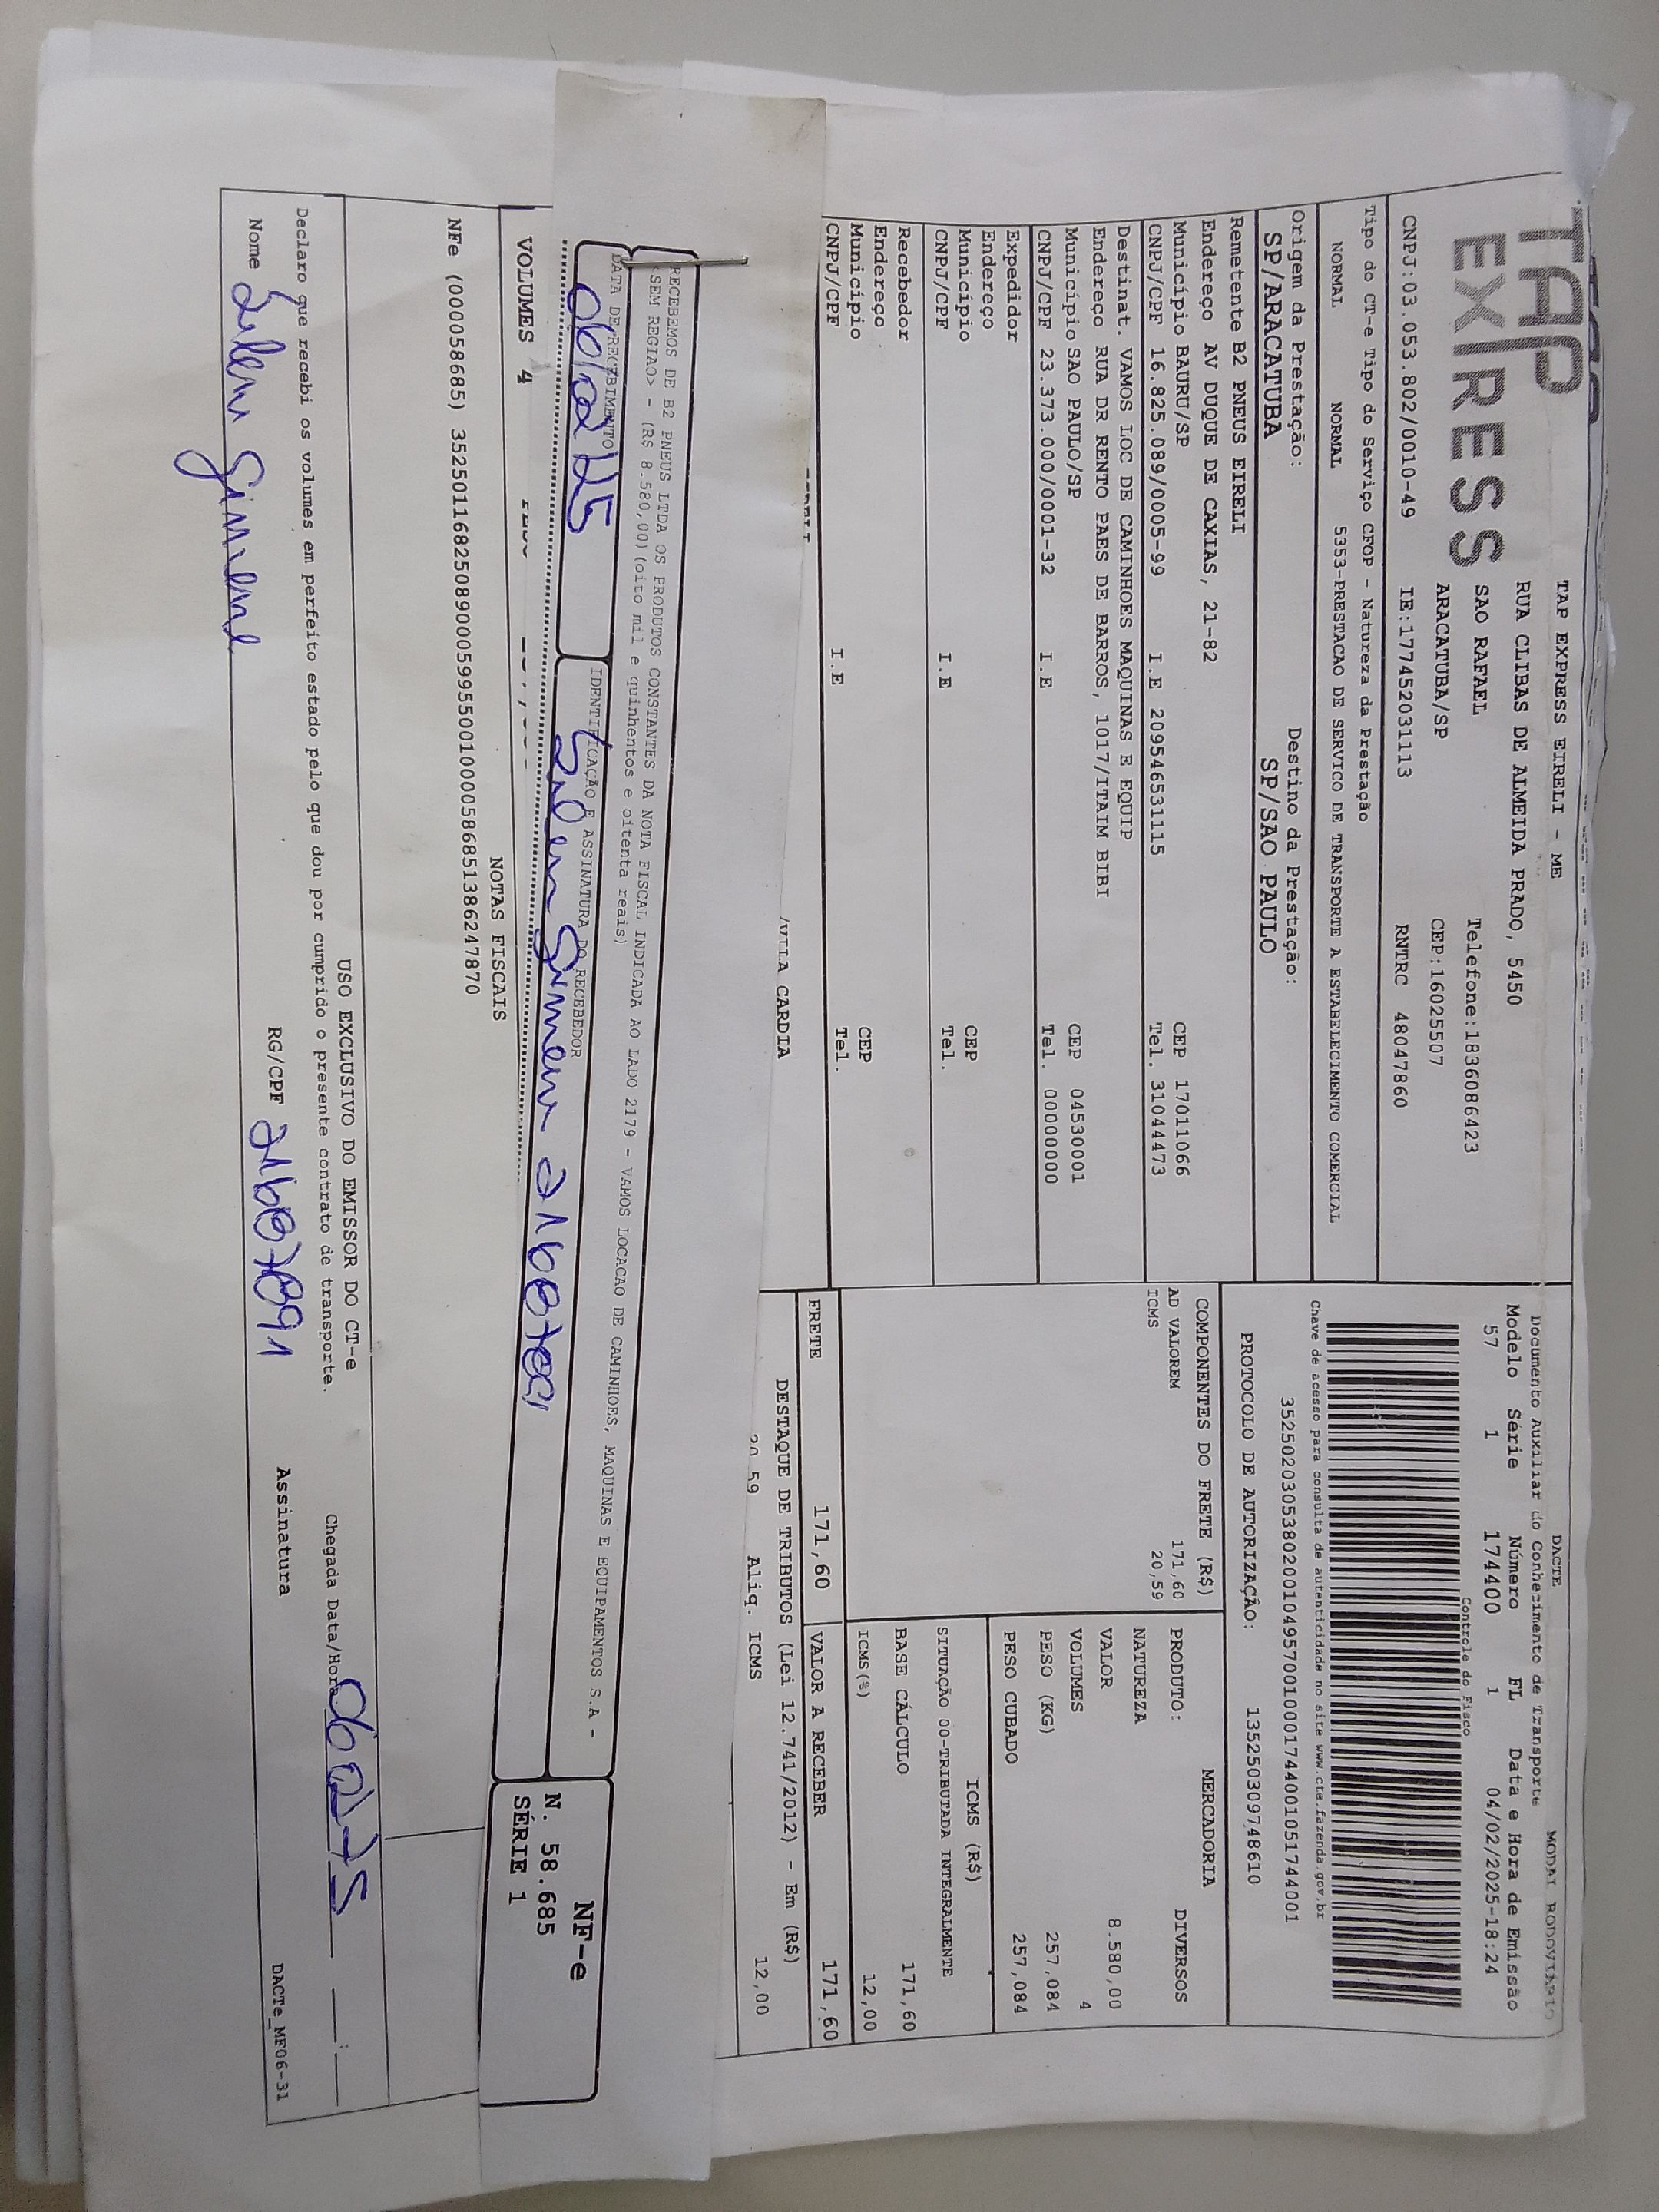 TAP EXPRESS
TAP EXPRESS EIRELI - ME
RUA CLIBAS DE ALMEIDA PRADO, 5450
SAO RAFAEL Telefone:1836086423
ARACATUBA/SP CEP:16025507
CNPJ:03.053.802/0010-49 IE:177452031113 RNTRC 48047860
DACTE MODAL RODOVIÁRIO
Documento Auxiliar do Conhecimento de Transporte
Modelo Série Número FL Data e Hora de Emissão
57 1 174400 1 04/02/2025-18:24
Controle do Fisco
Chave de acesso para consulta de autenticidade no site www.cte.fazenda.gov.br
35250203053802001049570010001744001051744001
PROTOCOLO DE AUTORIZAÇÃO: 135250309748610
Tipo do CT-e Tipo do Serviço CFOP - Natureza da Prestação
NORMAL NORMAL 5353-PRESTACAO DE SERVICO DE TRANSPORTE A ESTABELECIMENTO COMERCIAL
Origem da Prestação: Destino da Prestação:
SP/ARACATUBA SP/SAO PAULO
Remetente B2 PNEUS EIRELI
Endereço AV DUQUE DE CAXIAS, 21-82
Município BAURU/SP CEP 17011066
CNPJ/CPF 16.825.089/0005-99 I.E 209546531115 Tel. 31044473
Destinat. VAMOS LOC DE CAMINHOES MAQUINAS E EQUIP
Endereço RUA DR RENTO PAES DE BARROS, 1017/ITAIM BIBI
Município SAO PAULO/SP CEP 04530001
CNPJ/CPF 23.373.000/0001-32 I.E Tel. 00000000
Expedidor
Endereço
Município CEP
CNPJ/CPF I.E Tel.
Recebedor
Endereço
Município CEP
CNPJ/CPF I.E Tel.
/VILA CARDIA
COMPONENTES DO FRETE (R$)
AD VALOREM 171,60
ICMS 20,59
MERCADORIA
PRODUTO: DIVERSOS
NATUREZA
VALOR 8.580,00
VOLUMES 4
PESO (KG) 257,084
PESO CUBADO 257,084
ICMS (R$)
SITUAÇÃO 00-TRIBUTADA INTEGRALMENTE
BASE CÁLCULO 171,60
ICMS(%) 12,00
FRETE 171,60 VALOR A RECEBER 171,60
DESTAQUE DE TRIBUTOS (Lei 12.741/2012) - Em (R$)
20,59 Aliq. ICMS 12,00
RECEBEMOS DE B2 PNEUS LTDA OS PRODUTOS CONSTANTES DA NOTA FISCAL INDICADA AO LADO 2179 - VAMOS LOCACAO DE CAMINHOES, MAQUINAS E EQUIPAMENTOS S.A -
<SEM REGIAO> - (R$ 8.580,00) (oito mil e quinhentos e oitenta reais)
DATA DE RECEBIMENTO IDENTIFICAÇÃO E ASSINATURA DO RECEBEDOR
06/02/25
NF-e
N. 58.685
SÉRIE 1
VOLUMES 4
NOTAS FISCAIS
NFe (000058685) 35250116825089000599550010000586851386247870
USO EXCLUSIVO DO EMISSOR DO CT-e
Declaro que recebi os volumes em perfeito estado pelo que dou por cumprido o presente contrato de transporte. Chegada Data/Hora
Nome RG/CPF 216078091 Assinatura
DACTe_MF06-31